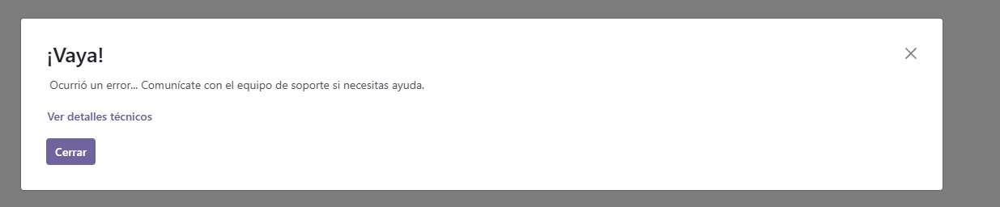 ¡Vaya!
Ocurrió un error... Comunícate con el equipo de soporte si necesitas ayuda.
Ver detalles técnicos
Cerrar